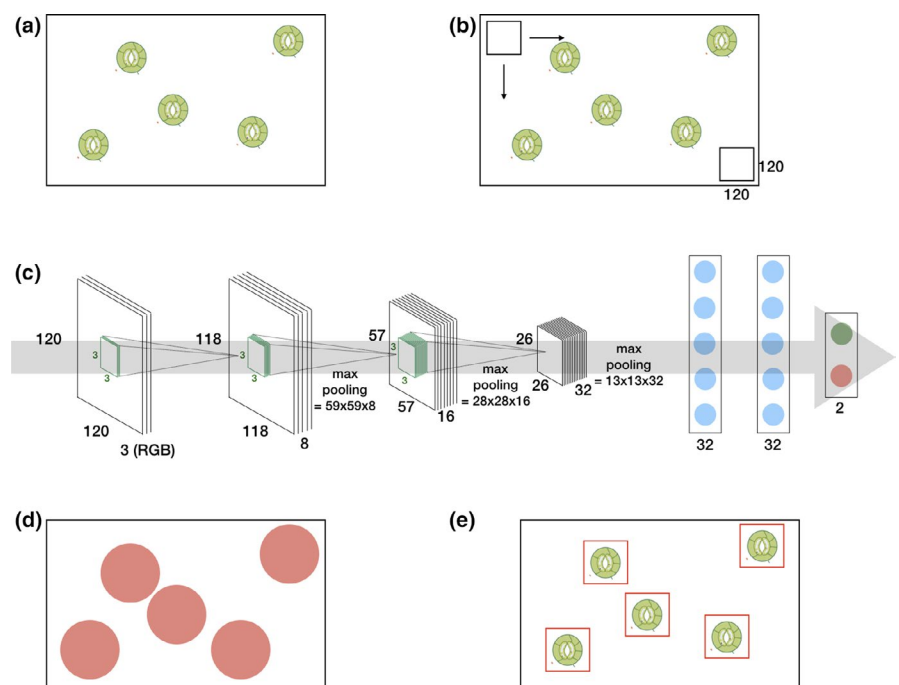 (a)
(b)
120
120
(c)
120
3
3
120
3 (RGB)
118
3
3
118
8
max
pooling
= 59x59x8
57
3
3
57
16
max
pooling
= 28x28x16
26
26
32
max
pooling
= 13x13x32
32
32
2
(d)
(e)